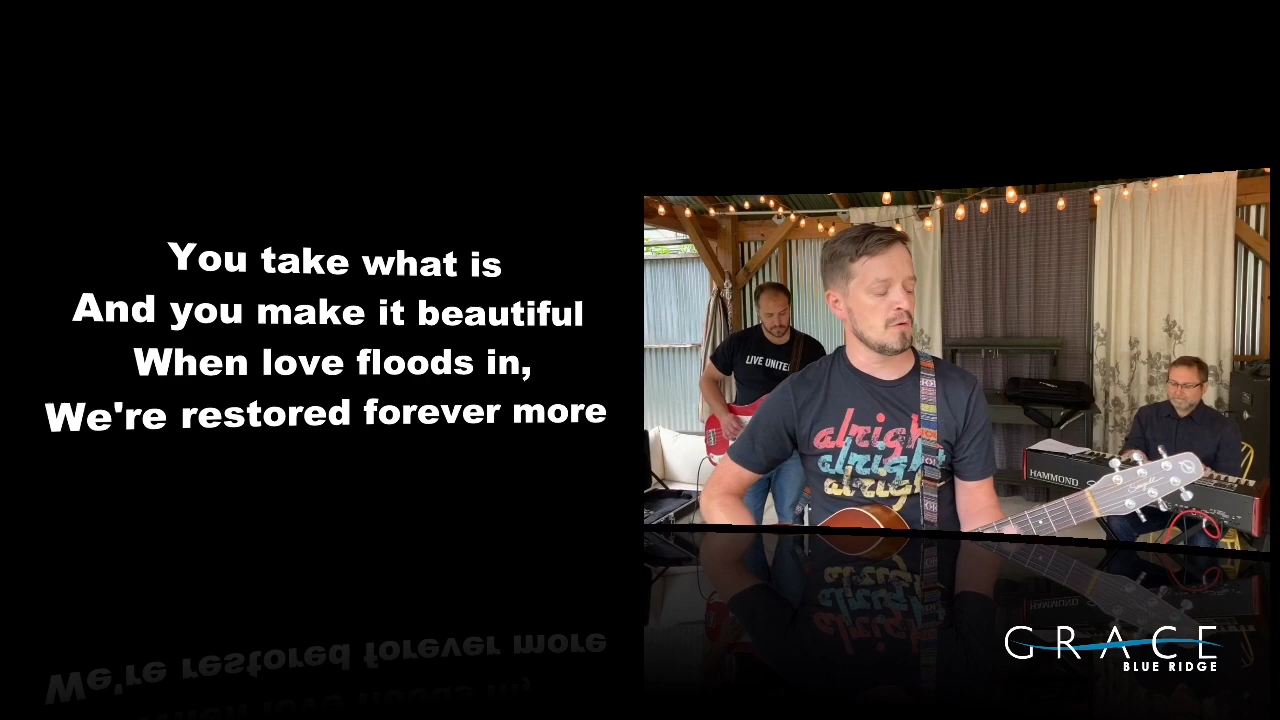 You take what is
And you make it beautiful
When love floods in,
We're restored forever more
LIVE UNITED
alright
alright
alright
HAMMOND
GRACE
BLUE RIDGE